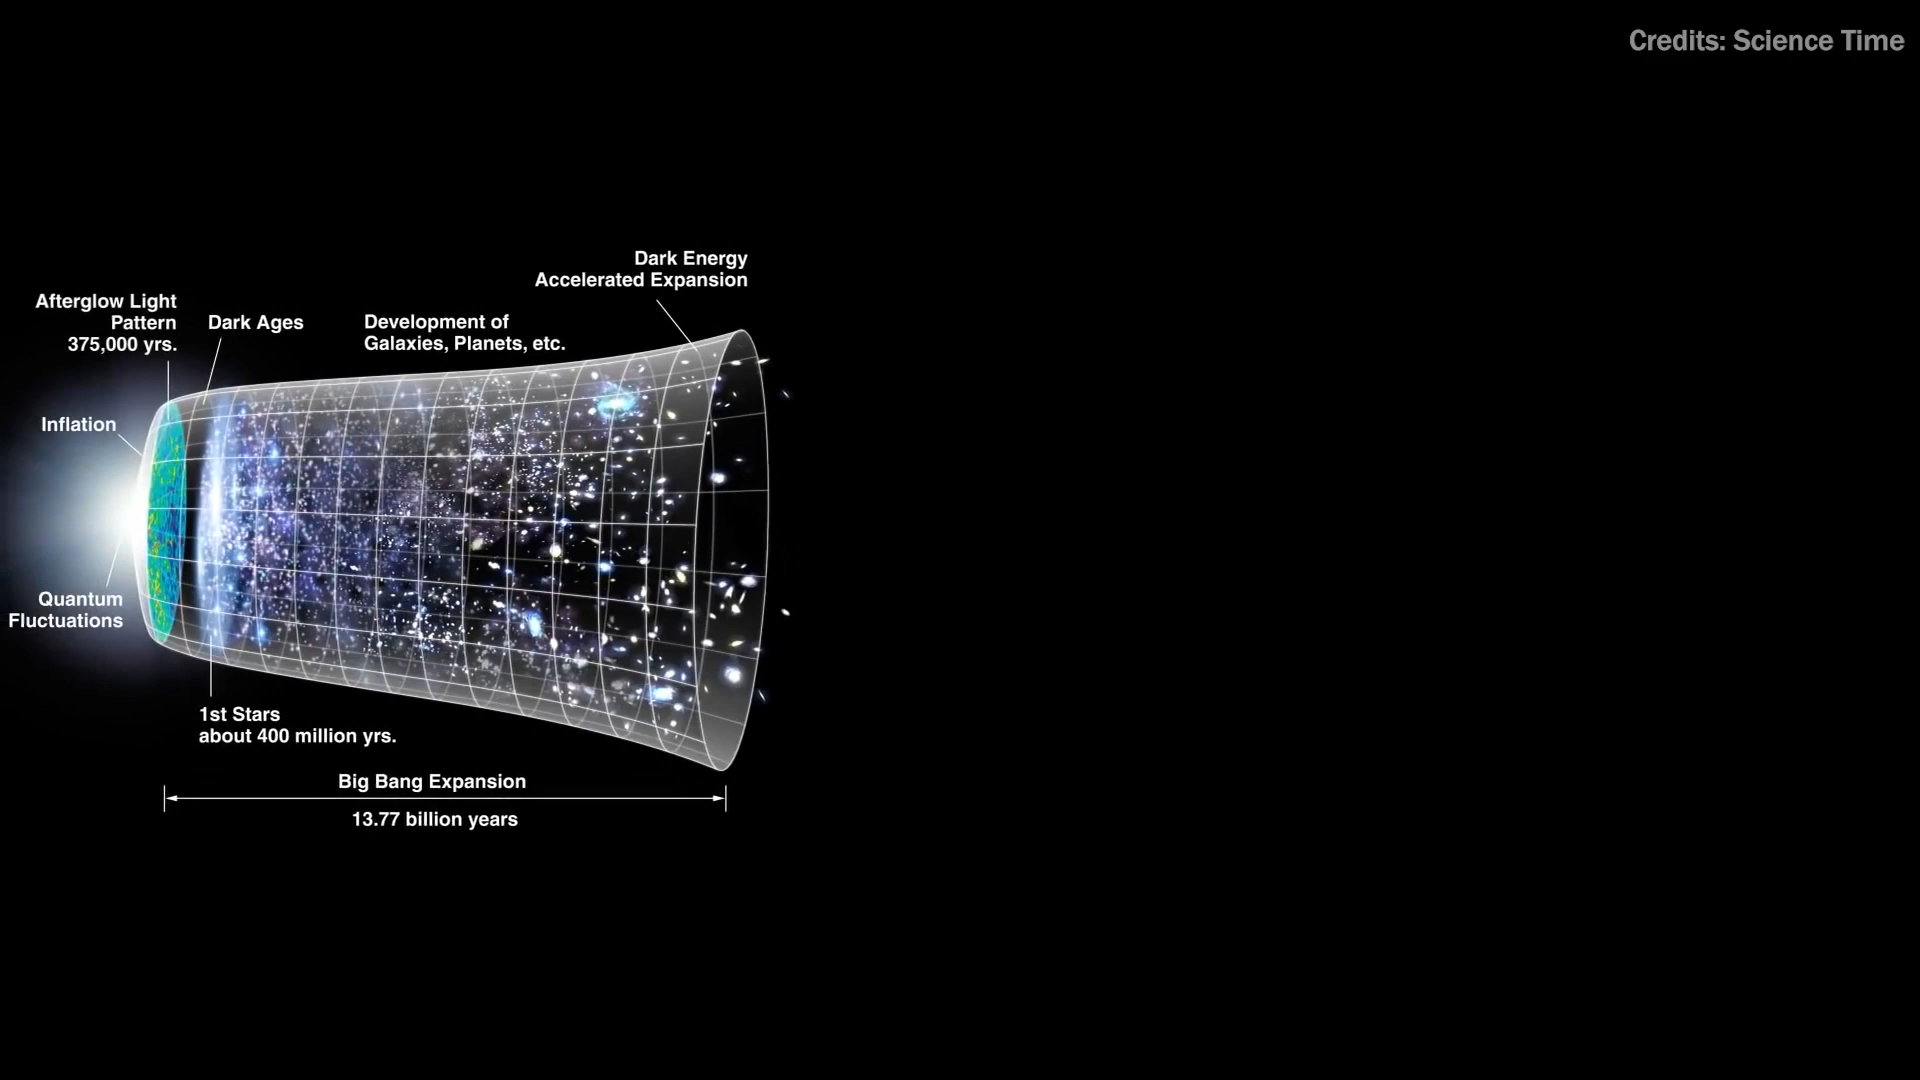 Credits: Science Time
Dark Energy
Accelerated Expansion
Afterglow Light
Pattern
375,000 yrs.
Dark Ages
Development of
Galaxies, Planets, etc.
Inflation
Quantum
Fluctuations
1st Stars
about 400 million yrs.
Big Bang Expansion
13.77 billion years